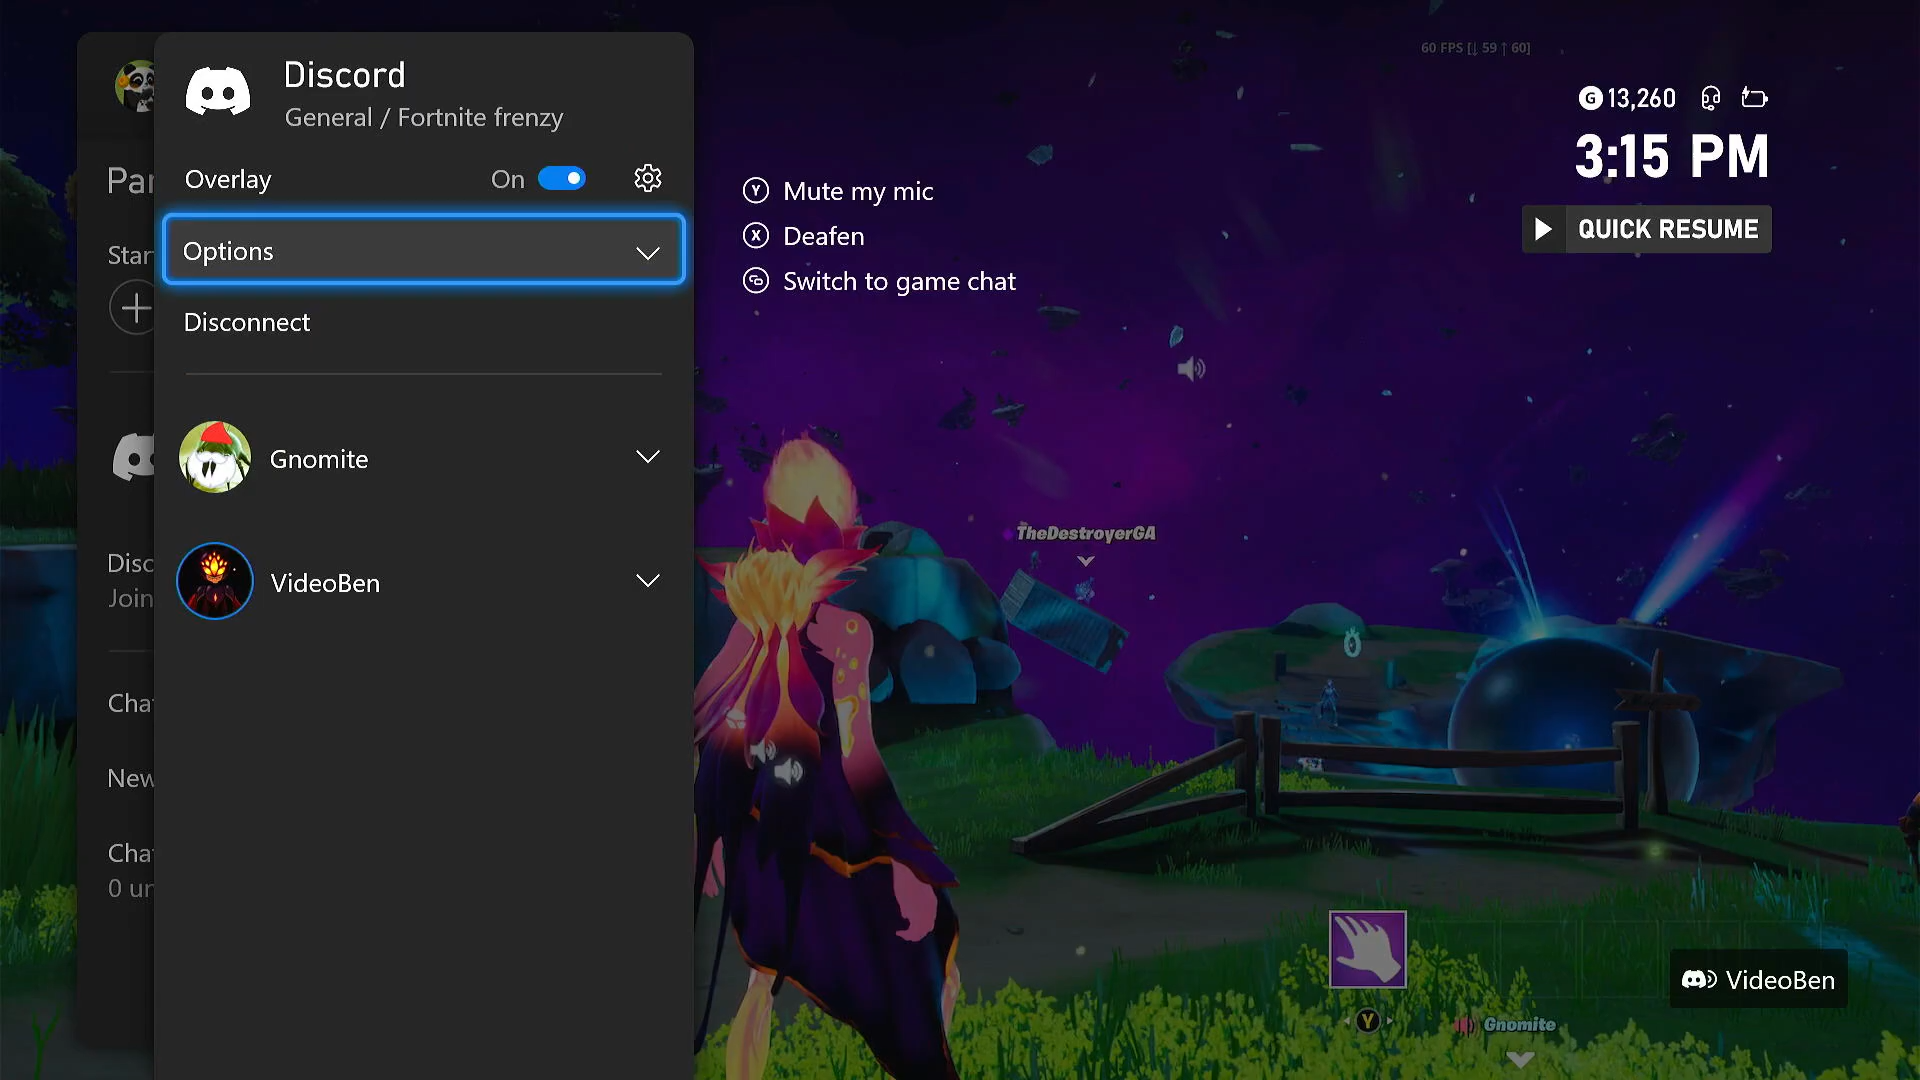 Discord
General / Fortnite frenzy
Overlay
On
Options
Disconnect
Gnomite
VideoBen
Par
Star
Disc
Join
Cha
New
Cha
0 ur
Y Mute my mic
X Deafen
Switch to game chat
60 FPS [↓ 59 ↑ 60]
G 13,260
3:15 PM
QUICK RESUME
TheDestroyerGA
Y
Gnomite
VideoBen